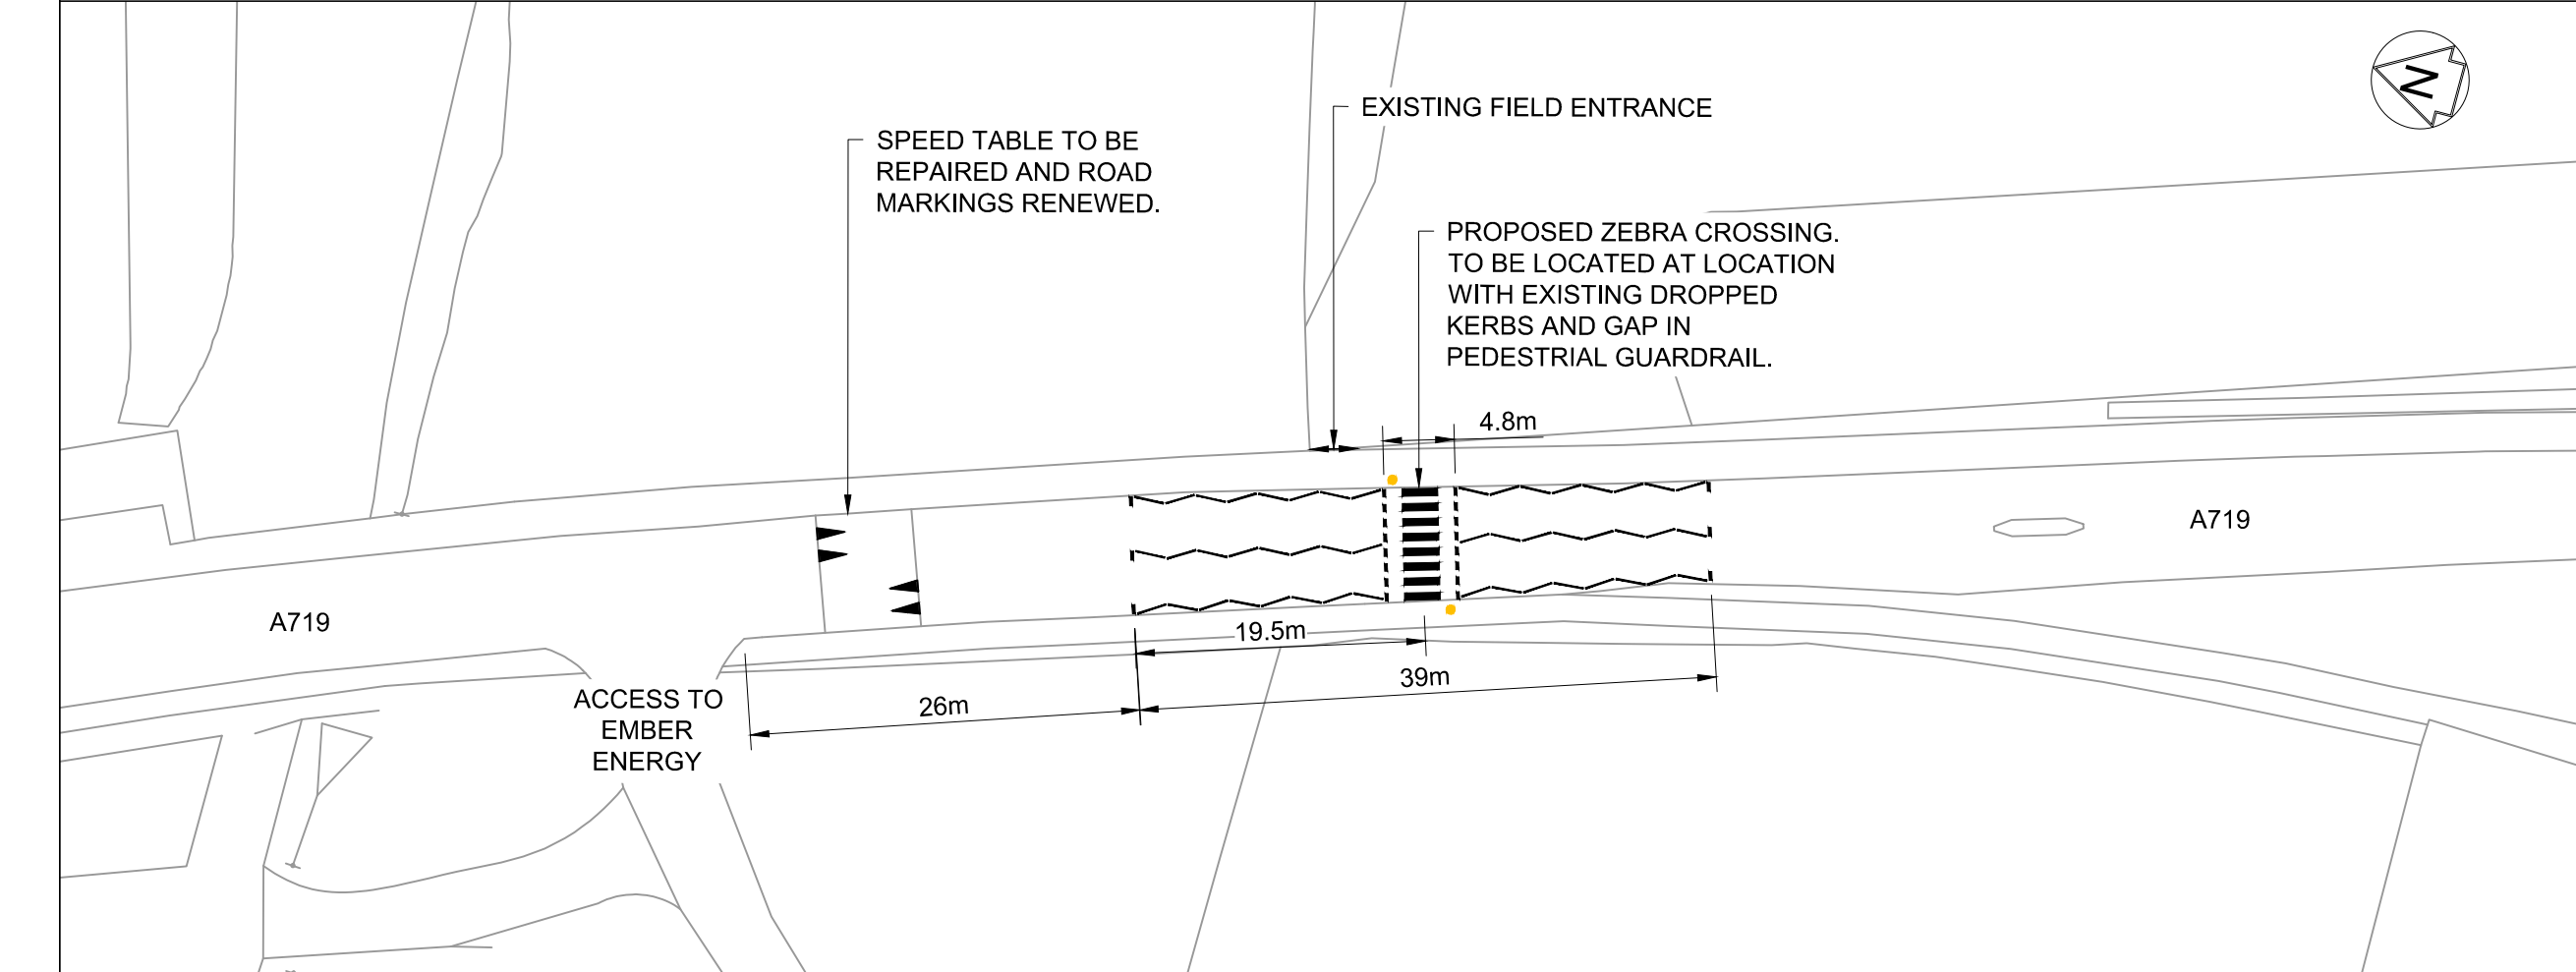 N
EXISTING FIELD ENTRANCE
SPEED TABLE TO BE
REPAIRED AND ROAD
MARKINGS RENEWED.
PROPOSED ZEBRA CROSSING.
TO BE LOCATED AT LOCATION
WITH EXISTING DROPPED
KERBS AND GAP IN
PEDESTRIAL GUARDRAIL.
4.8m
A719
A719
19.5m
39m
26m
ACCESS TO
EMBER
ENERGY